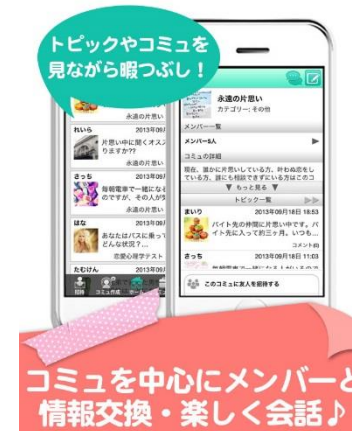 トピックやコミュを
見ながら暇つぶし！
永遠の片思い
れいら 2013年09月
片思い中に聞くオス
りますか??
永遠の片思い
さっち 2013年09月
毎朝電車で一緒にな
のですが、その人が
永遠の片思い
はな 2013年09月
あなたはバスに乗っ
どんな状況？…
恋愛心理学テスト
たむけん 2013年09月
コミュ作成
永遠の片思い
カテゴリー: その他
メンバー一覧
メンバー8人
コミュの詳細
現在、誰かに片思いしている方、叶わぬ恋をし
ている方、誰にも相談できずにいる方はこのコ
▼ もっと見る ▼
トピック一覧
まいり 2013年09月18日 18:53
バイト先の仲間に片思い中です。バ
イト先に入って約三ヶ月。いつも…
コメント(0)
さっち 2013年09月18日 11:03
このコミュに友人を招待する
コミュを中心にメンバーと
情報交換・楽しく会話♪